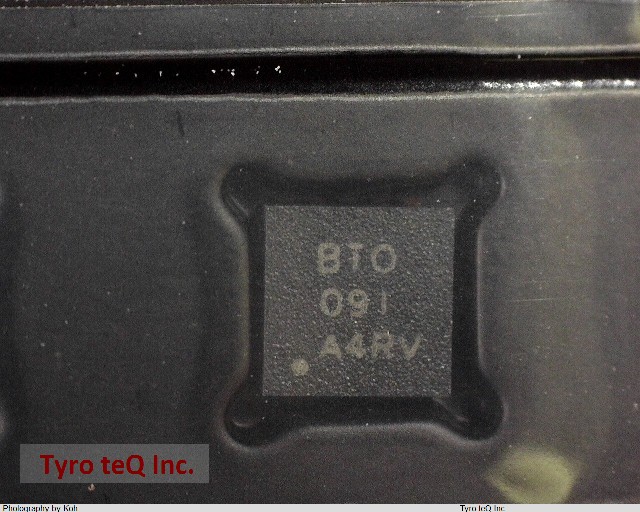 BTO
091
A4RV
Tyro teQ Inc.
Photography by Koh
Tyro teQ Inc